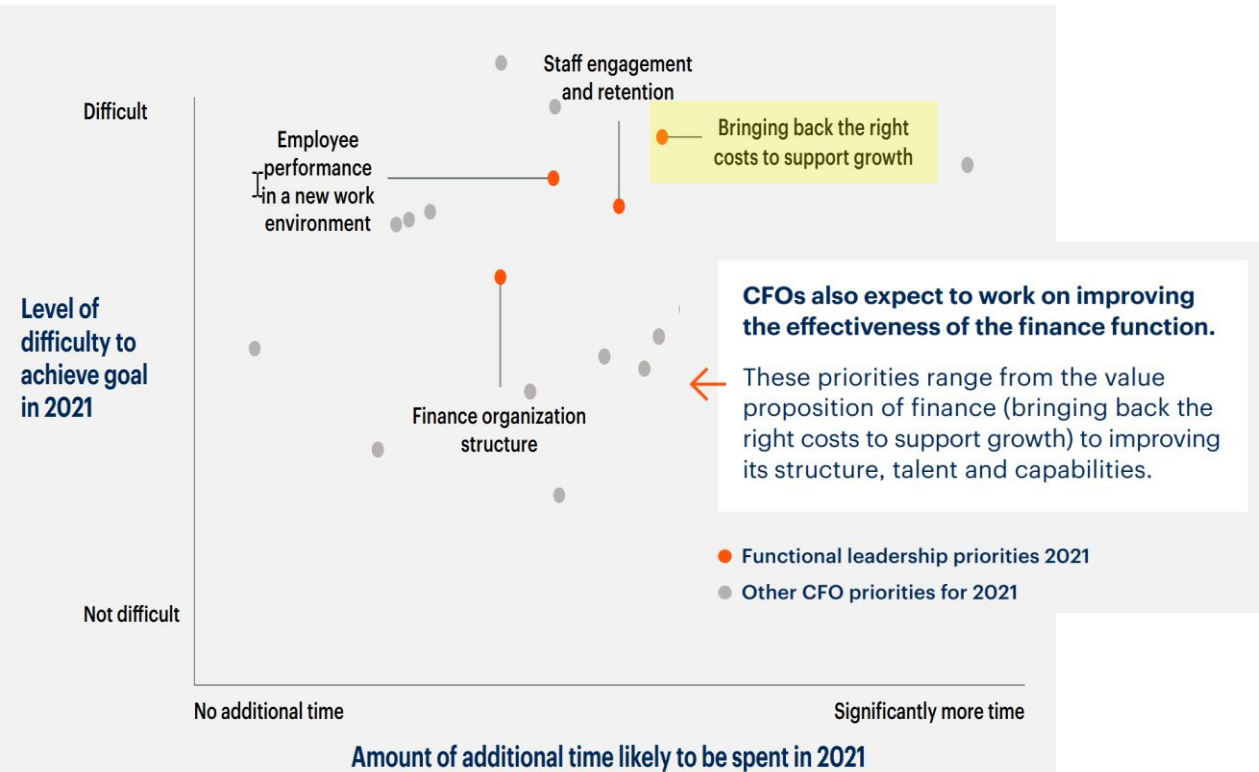 Staff engagement
and retention
Difficult
Bringing back the right
costs to support growth
Employee
performance
in a new work
environment
Level of
difficulty to
achieve goal
in 2021
CFOs also expect to work on improving
the effectiveness of the finance function.
These priorities range from the value
proposition of finance (bringing back the
right costs to support growth) to improving
its structure, talent and capabilities.
Finance organization
structure
Functional leadership priorities 2021
Other CFO priorities for 2021
Not difficult
No additional time
Significantly more time
Amount of additional time likely to be spent in 2021